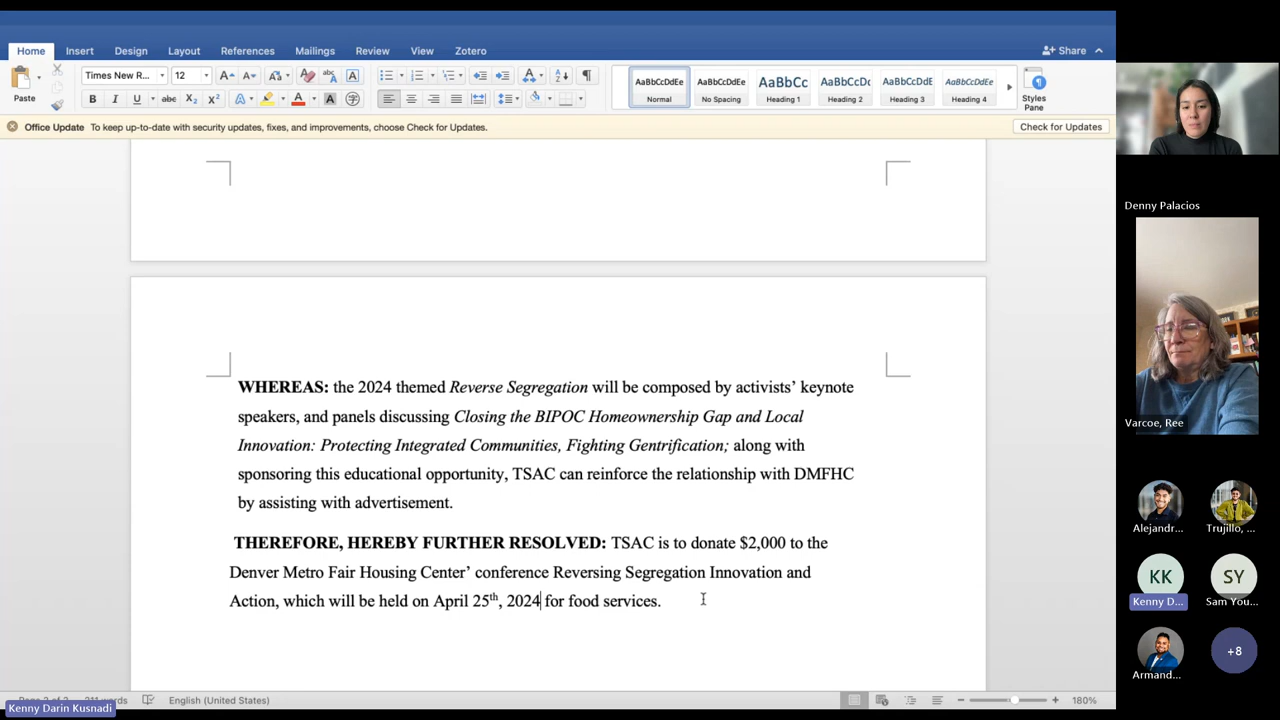 Home Insert Design Layout References Mailings Review View Zotero Share
Times New R... 12
Paste
AaBbCcDdEe AaBbCcDdEe AaBbCc AaBbCcDc AaBbCcDdE AaBbCcDdEe
Normal No Spacing Heading 1 Heading 2 Heading 3 Heading 4
Styles
Pane
Office Update To keep up-to-date with security updates, fixes, and improvements, choose Check for Updates. Check for Updates
WHEREAS: the 2024 themed Reverse Segregation will be composed by activists’ keynote
speakers, and panels discussing Closing the BIPOC Homeownership Gap and Local
Innovation: Protecting Integrated Communities, Fighting Gentrification; along with
sponsoring this educational opportunity, TSAC can reinforce the relationship with DMFHC
by assisting with advertisement.
THEREFORE, HEREBY FURTHER RESOLVED: TSAC is to donate $2,000 to the
Denver Metro Fair Housing Center’ conference Reversing Segregation Innovation and
Action, which will be held on April 25th, 2024 for food services.
English (United States) 180%
Kenny Darin Kusnadi
Denny Palacios
Varcoe, Ree
Alejandr... Trujillo, ...
KK SY
Kenny D... Sam You...
Armand... +8